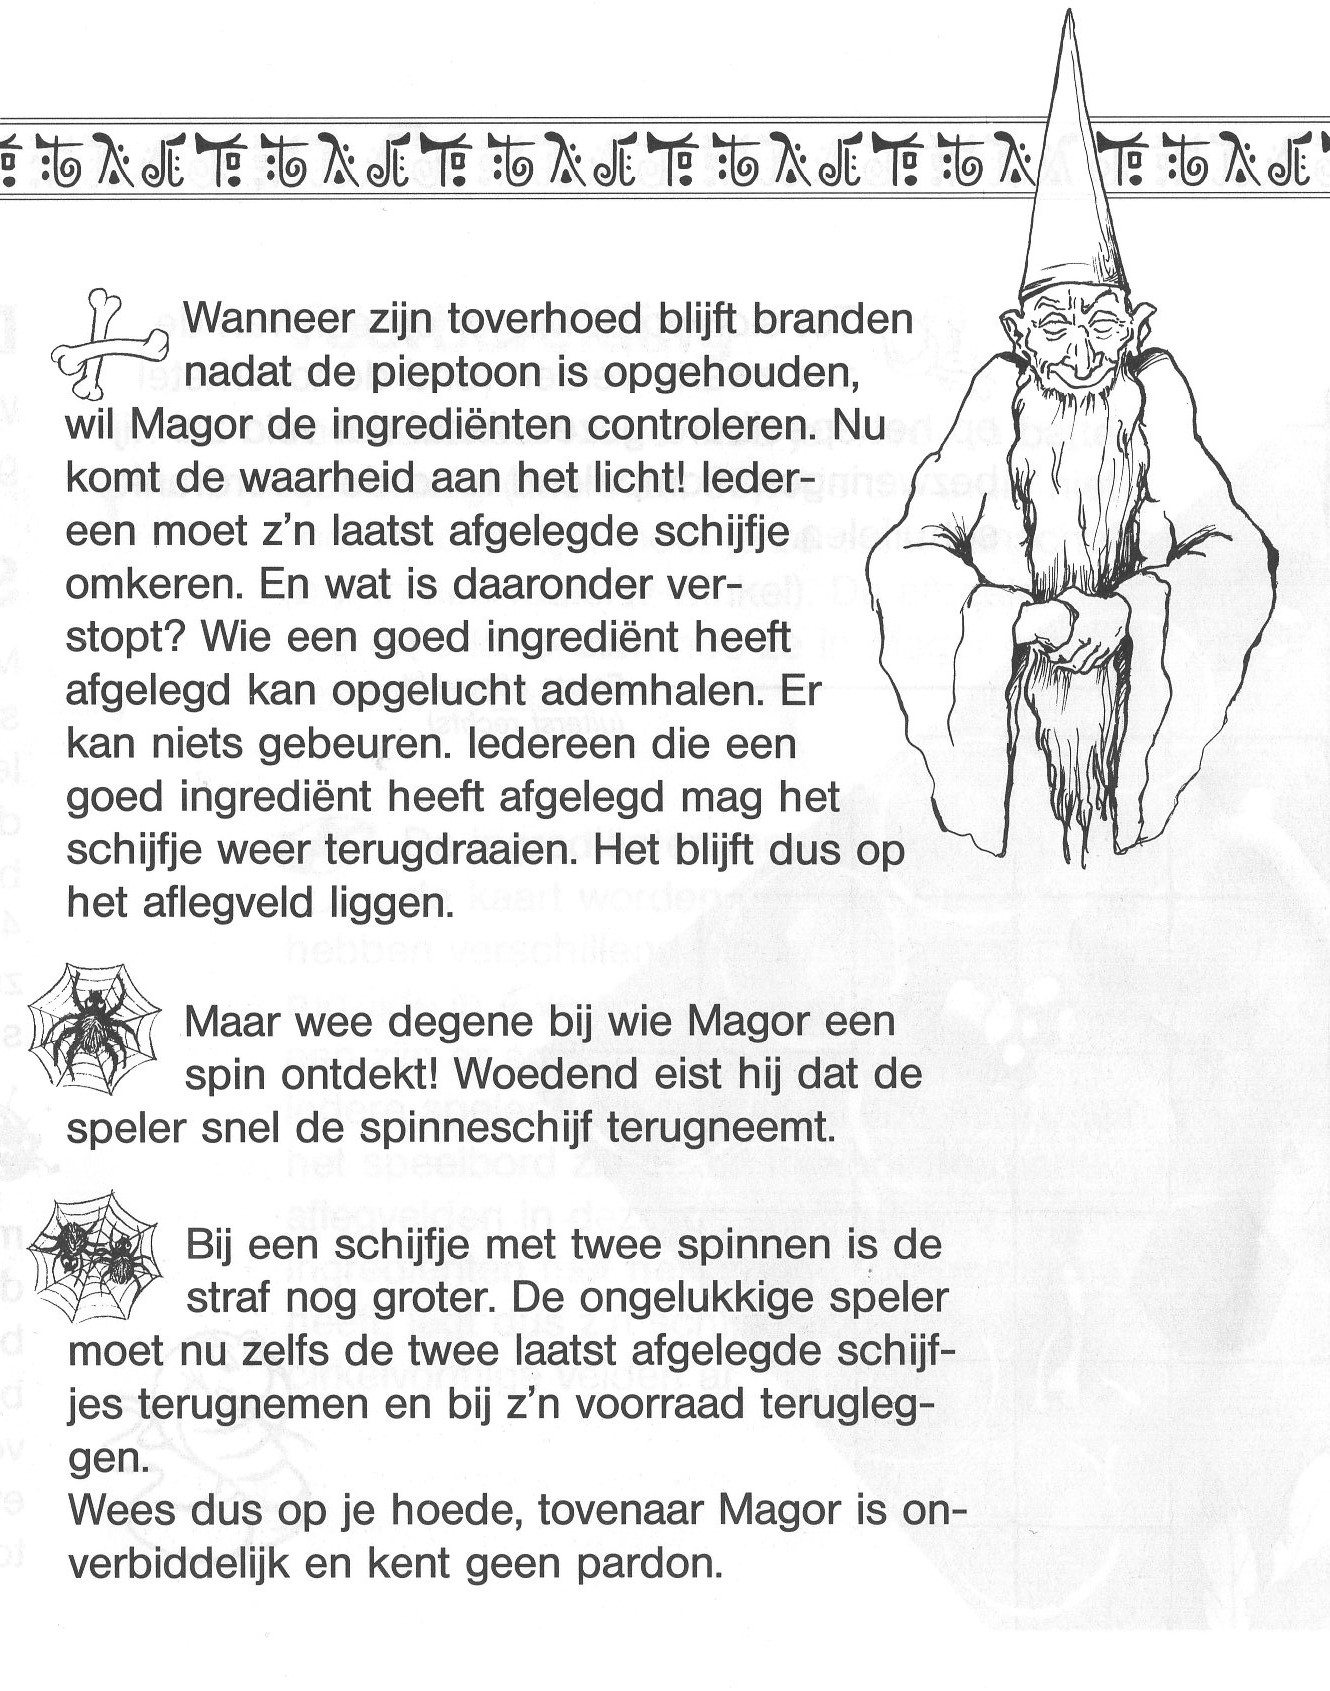 Wanneer zijn toverhoed blijft branden
nadat de pieptoon is opgehouden,
wil Magor de ingrediënten controleren. Nu
komt de waarheid aan het licht! Ieder-
een moet z'n laatst afgelegde schijfje
omkeren. En wat is daaronder ver-
stopt? Wie een goed ingrediënt heeft
afgelegd kan opgelucht ademhalen. Er
kan niets gebeuren. Iedereen die een
goed ingrediënt heeft afgelegd mag het
schijfje weer terugdraaien. Het blijft dus op
het aflegveld liggen.
Maar wee degene bij wie Magor een
spin ontdekt! Woedend eist hij dat de
speler snel de spinneschijf terugneemt.
Bij een schijfje met twee spinnen is de
straf nog groter. De ongelukkige speler
moet nu zelfs de twee laatst afgelegde schijf-
jes terugnemen en bij z'n voorraad terugleg-
gen.
Wees dus op je hoede, tovenaar Magor is on-
verbiddelijk en kent geen pardon.